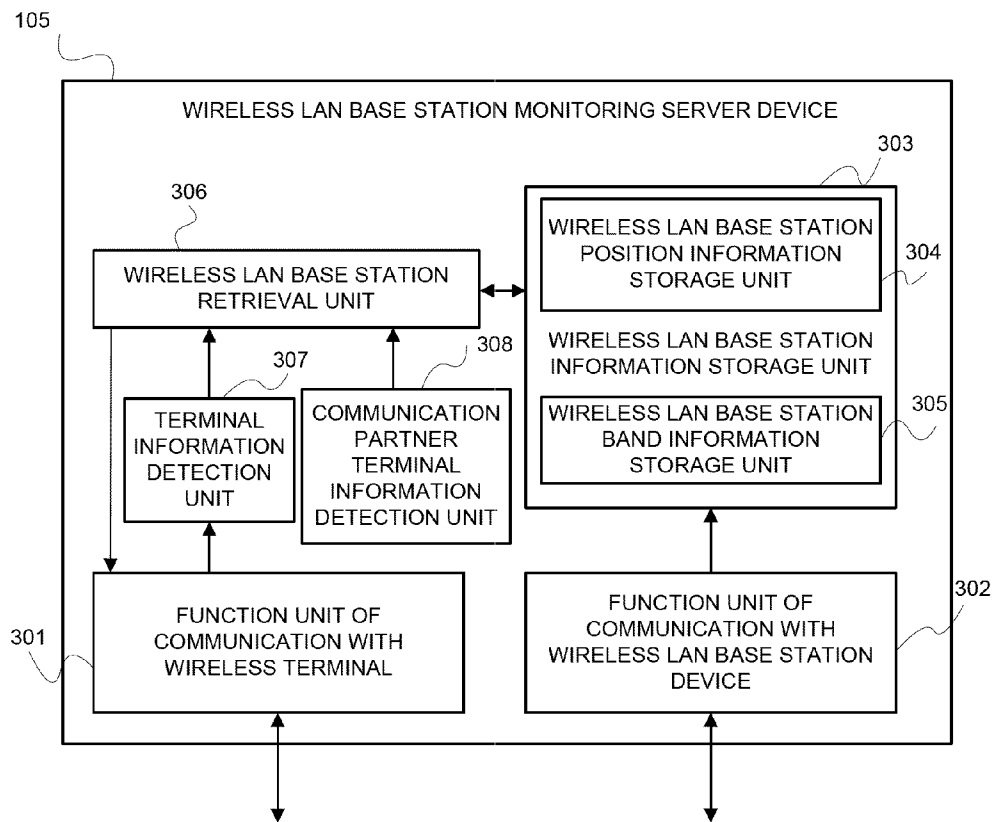 105
WIRELESS LAN BASE STATION MONITORING SERVER DEVICE
303
306
WIRELESS LAN BASE STATION
POSITION INFORMATION
STORAGE UNIT
304
WIRELESS LAN BASE STATION
RETRIEVAL UNIT
WIRELESS LAN BASE STATION
INFORMATION STORAGE UNIT
307
308
TERMINAL
INFORMATION
DETECTION
UNIT
COMMUNICATION
PARTNER
TERMINAL
INFORMATION
DETECTION UNIT
WIRELESS LAN BASE STATION
BAND INFORMATION
STORAGE UNIT
305
301
FUNCTION UNIT OF
COMMUNICATION WITH
WIRELESS TERMINAL
FUNCTION UNIT OF
COMMUNICATION WITH
WIRELESS LAN BASE STATION
DEVICE
302